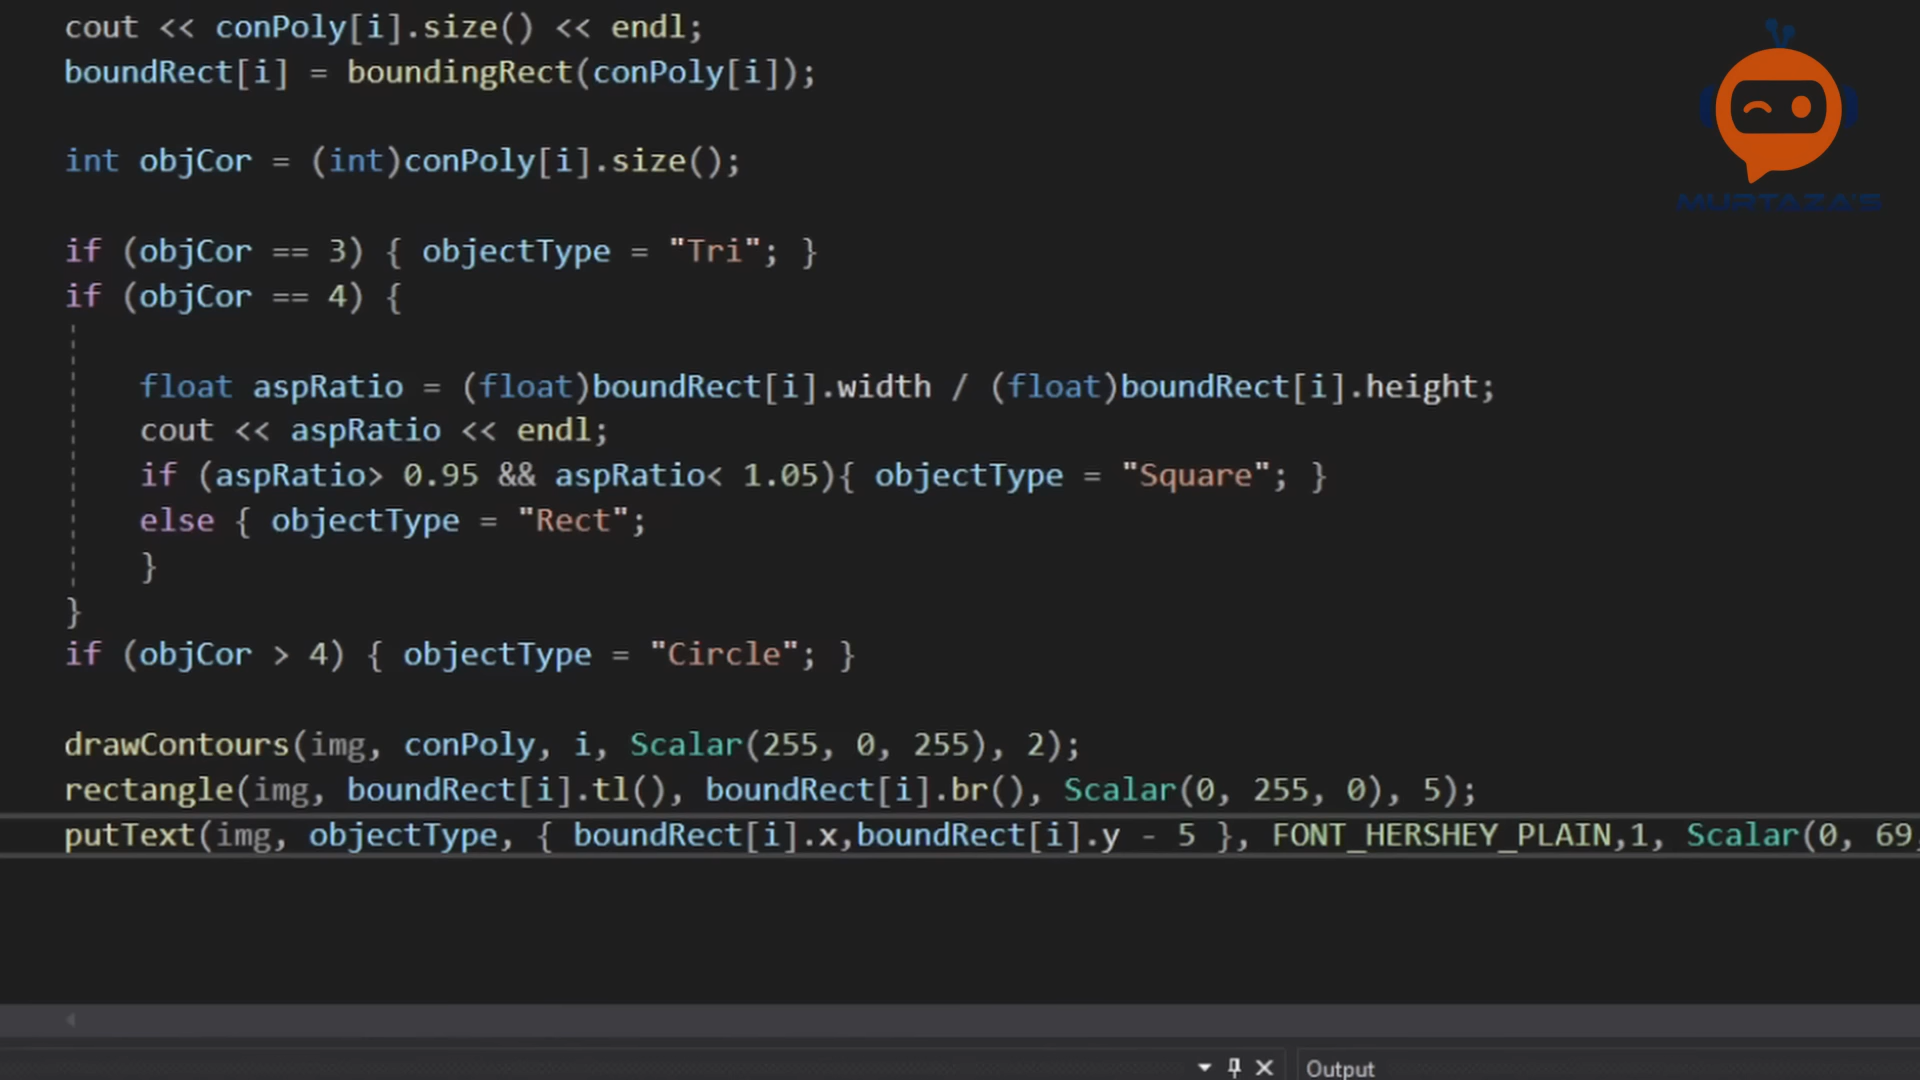 cout << conPoly[i].size() << endl;
boundRect[i] = boundingRect(conPoly[i]);
int objCor = (int)conPoly[i].size();
if (objCor == 3) { objectType = "Tri"; }
if (objCor == 4) {
float aspRatio = (float)boundRect[i].width / (float)boundRect[i].height;
cout << aspRatio << endl;
if (aspRatio> 0.95 && aspRatio< 1.05){ objectType = "Square"; }
else { objectType = "Rect";
}
}
if (objCor > 4) { objectType = "Circle"; }
drawContours(img, conPoly, i, Scalar(255, 0, 255), 2);
rectangle(img, boundRect[i].tl(), boundRect[i].br(), Scalar(0, 255, 0), 5);
putText(img, objectType, { boundRect[i].x,boundRect[i].y - 5 }, FONT_HERSHEY_PLAIN,1, Scalar(0, 69,
Output
MURTAZA'S